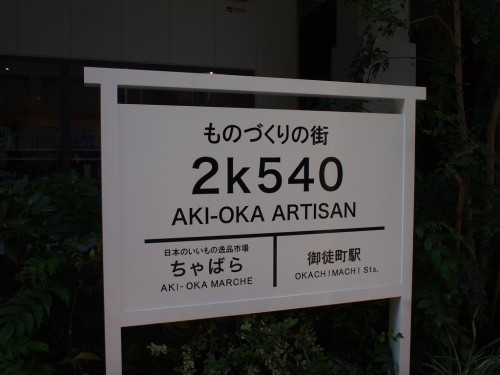 ものづくりの街
2k540
AKI-OKA ARTISAN
日本のいいもの逸品市場
ちゃばら
AKI-OKA MARCHE
御徒町駅
OKACHIMACHI Sta.